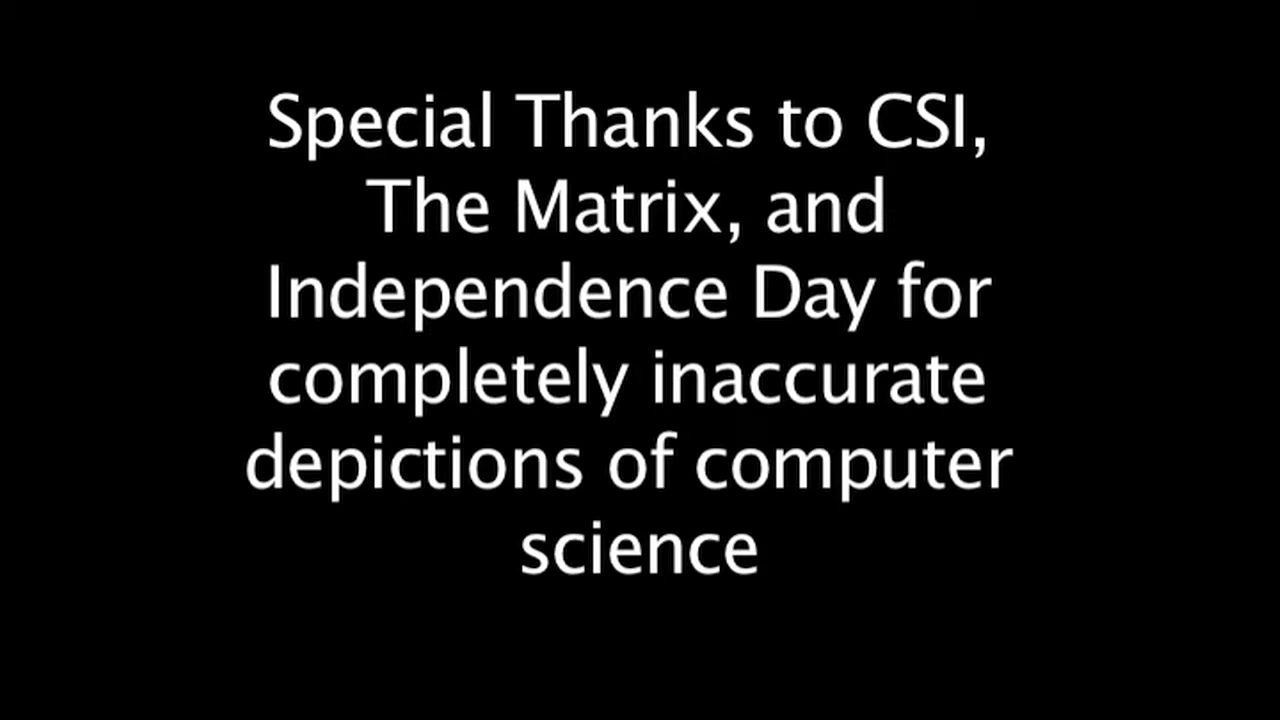 Special Thanks to CSI,
The Matrix, and
Independence Day for
completely inaccurate
depictions of computer
science